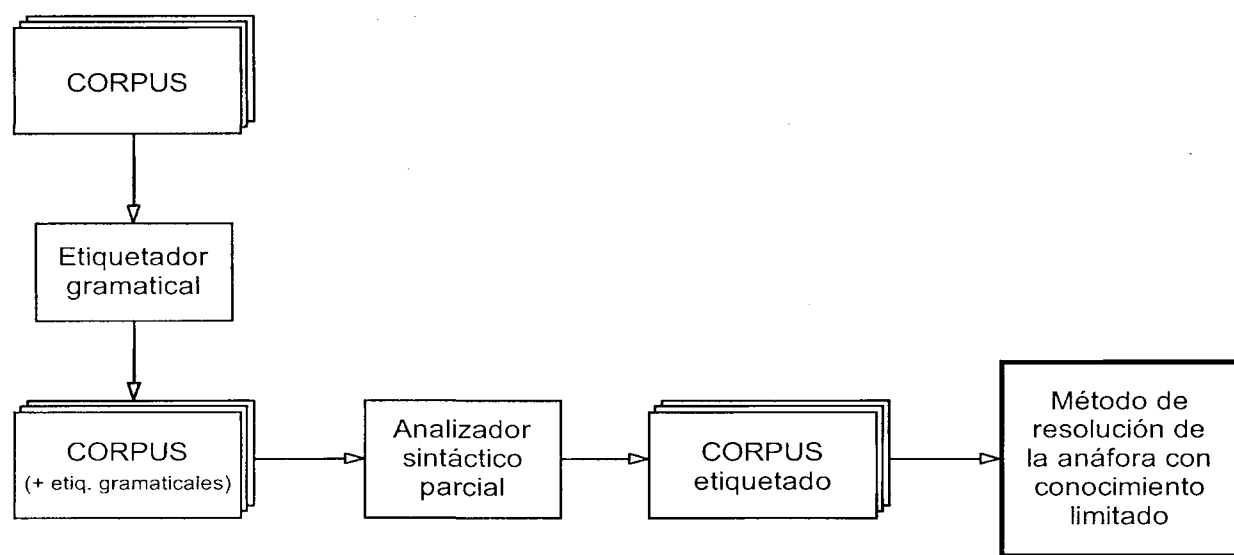 CORPUS
Etiquetador
gramatical
CORPUS
(+ etiq. gramaticales)
Analizador
sintáctico
parcial
CORPUS
etiquetado
Método de
resolución de
la anáfora con
conocimiento
limitado